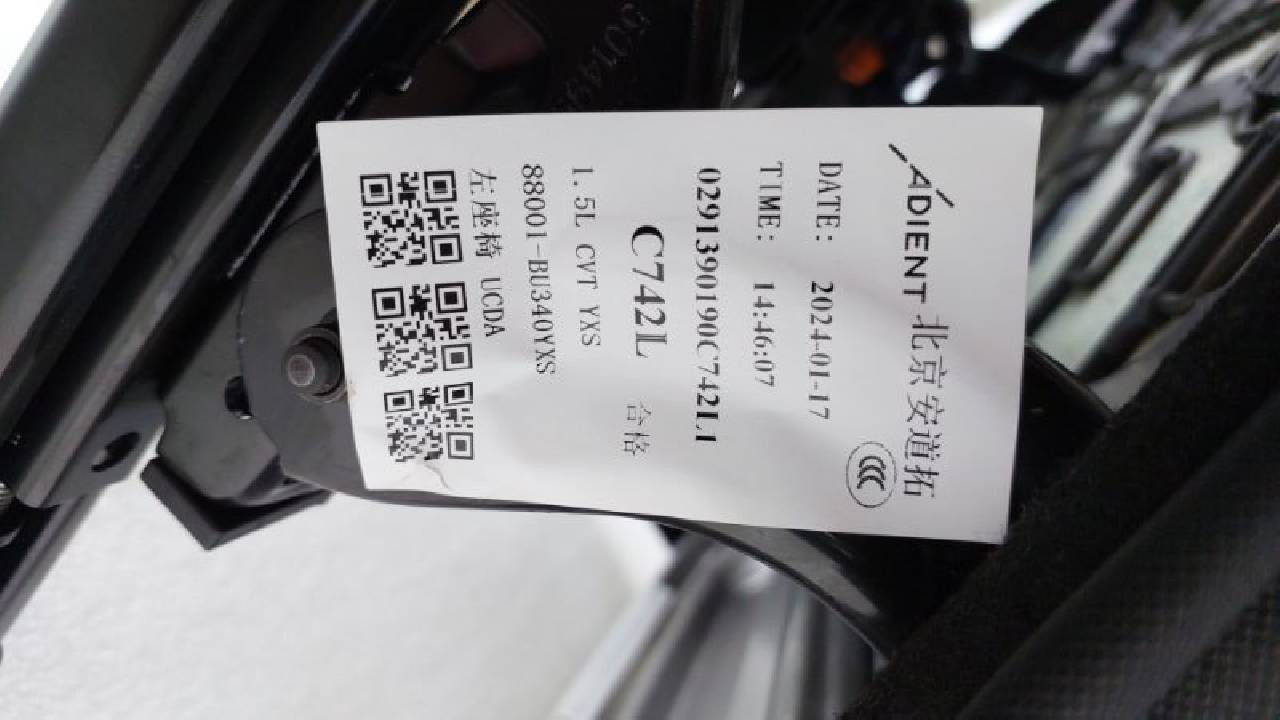 ADIENT 北京安道拓
DATE: 2024-01-17
TIME: 14:46:07
0291390190C742L1
C742L 合格
1.5L CVT YXS
88001-BU340YXS
左座椅 UCDA